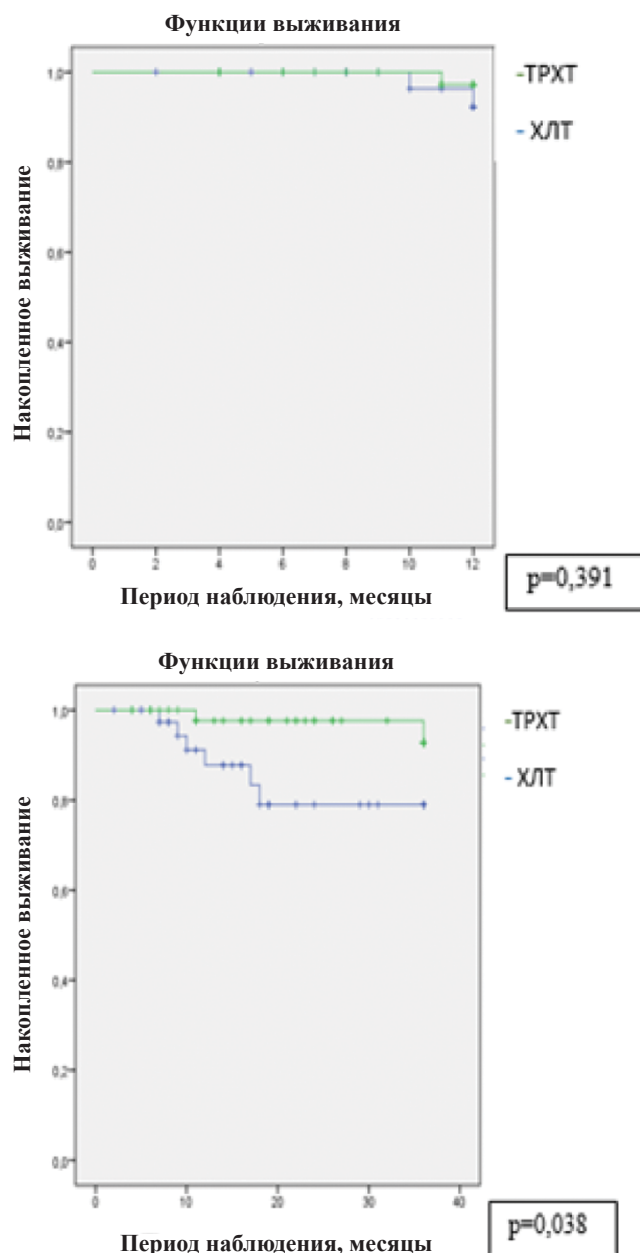 Функции выживания
1,0
0,8
0,6
0,4
0,2
0,0
0 2 4 6 8 10 12
Накопленное выживание
Период наблюдения, месяцы
-ТРХТ
- ХЛТ
p=0,391
Функции выживания
1,0
0,8
0,6
0,4
0,2
0,0
0 10 20 30 40
Накопленное выживание
Период наблюдения, месяцы
-ТРХТ
- ХЛТ
p=0,038